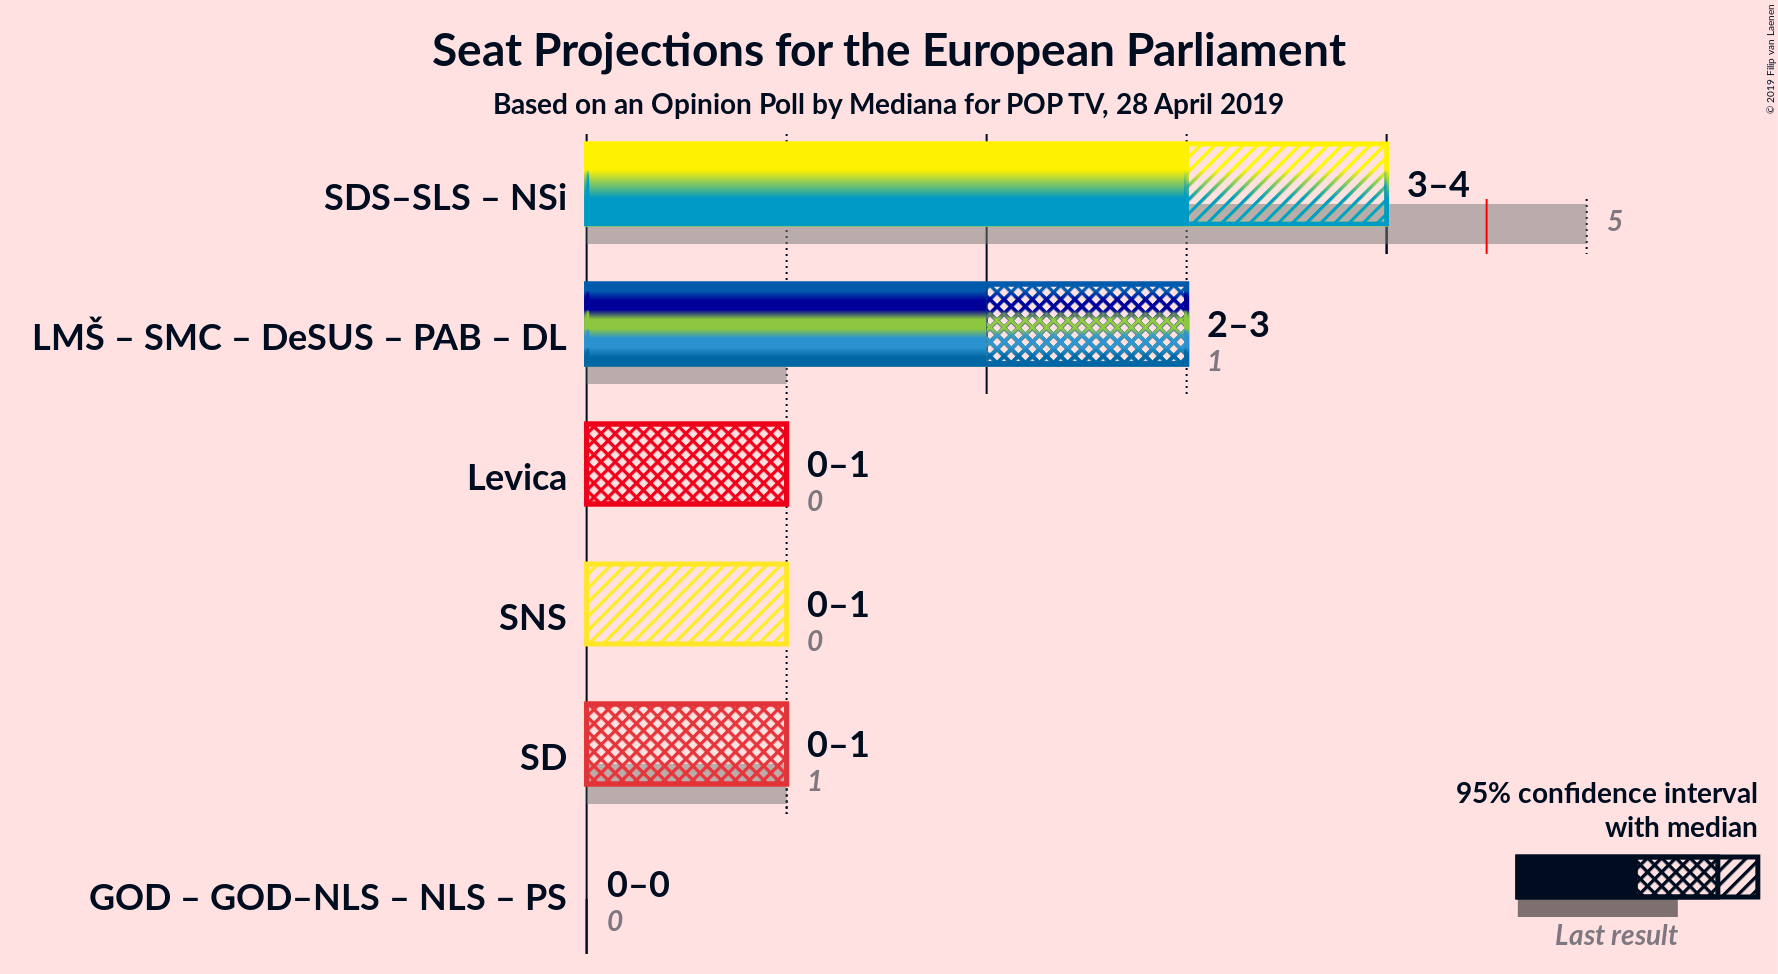 Seat Projections for the European Parliament
Based on an Opinion Poll by Mediana for POP TV, 28 April 2019
© 2019 Filip van Laenen
SDS–SLS – NSi
3–4
5
LMŠ – SMC – DeSUS – PAB – DL
2–3
1
Levica
0–1
0
SNS
0–1
0
SD
0–1
1
GOD – GOD–NLS – NLS – PS
0–0
0
95% confidence interval
with median
Last result